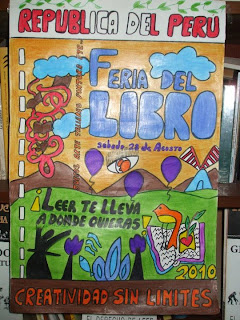 REPUBLICA DEL PERU
FERIA DEL
LIBRO
SABADO 28 DE AGOSTO
¡LEER TE LLEVA
A DONDE QUIERAS
2010
CREATIVIDAD SIN LIMITES